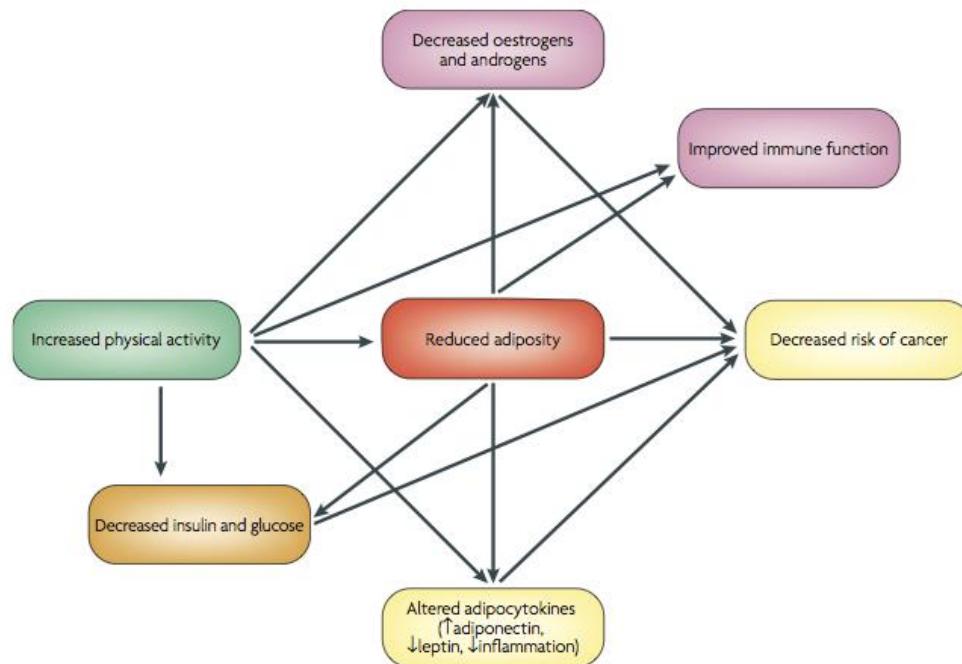 Decreased oestrogens
and androgens
Improved immune function
Increased physical activity
Reduced adiposity
Decreased risk of cancer
Decreased insulin and glucose
Altered adipocytokines
(↑adiponectin,
↓leptin, ↓inflammation)